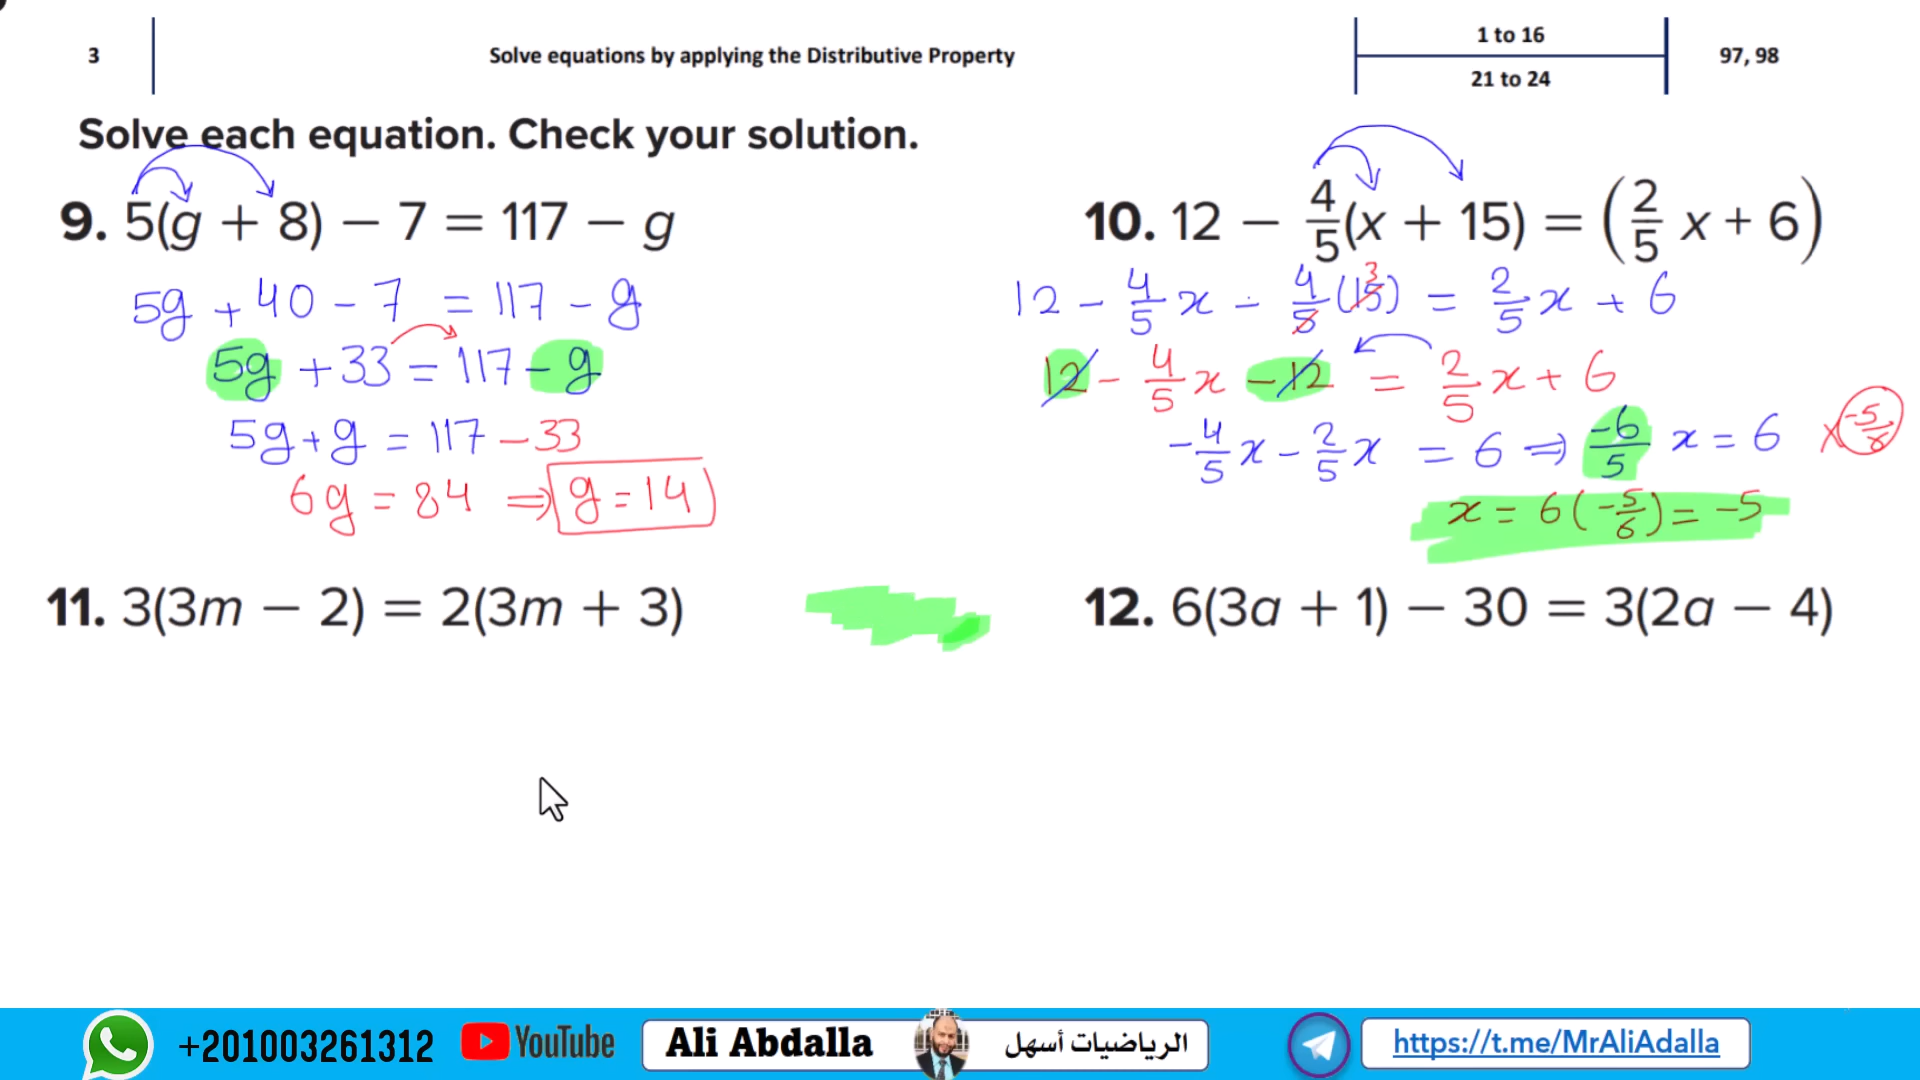 3
Solve equations by applying the Distributive Property
1 to 16
21 to 24
97, 98
Solve each equation. Check your solution.
9. 5(g + 8) − 7 = 117 − g
5g + 40 − 7 = 117 − g
5g + 33 = 117 − g
5g + g = 117 − 33
6g = 84 ⇒ g = 14
10. 12 − 4/5(x + 15) = (2/5 x + 6)
12 − 4/5 x − 4/5 (15) 3 = 2/5 x + 6
12 − 4/5 x − 12 = 2/5 x + 6
−4/5 x − 2/5 x = 6 ⇒ −6/5 x = 6 × −5/6
x = 6(−5/6) = −5
11. 3(3m − 2) = 2(3m + 3)
12. 6(3a + 1) − 30 = 3(2a − 4)
+201003261312
YouTube
Ali Abdalla
الرياضيات أسهل
https://t.me/MrAliAdalla